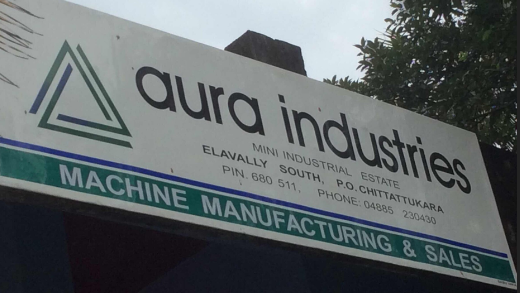 aura industries
MINI INDUSTRIAL ESTATE
ELAVALLY SOUTH, P.O. CHITTATTUKARA
PIN. 680 511, PHONE: 04885 230430
MACHINE MANUFACTURING & SALES